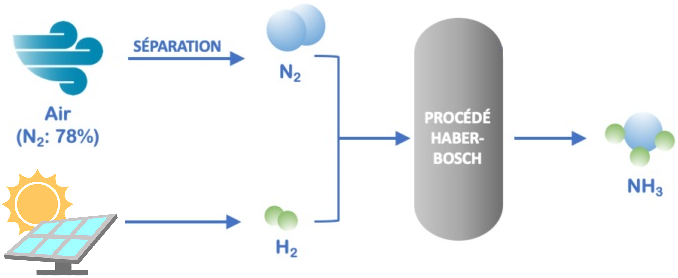 SÉPARATION
N₂
Air
(N₂: 78%)
PROCÉDÉ
HABER-
BOSCH
NH₃
H₂